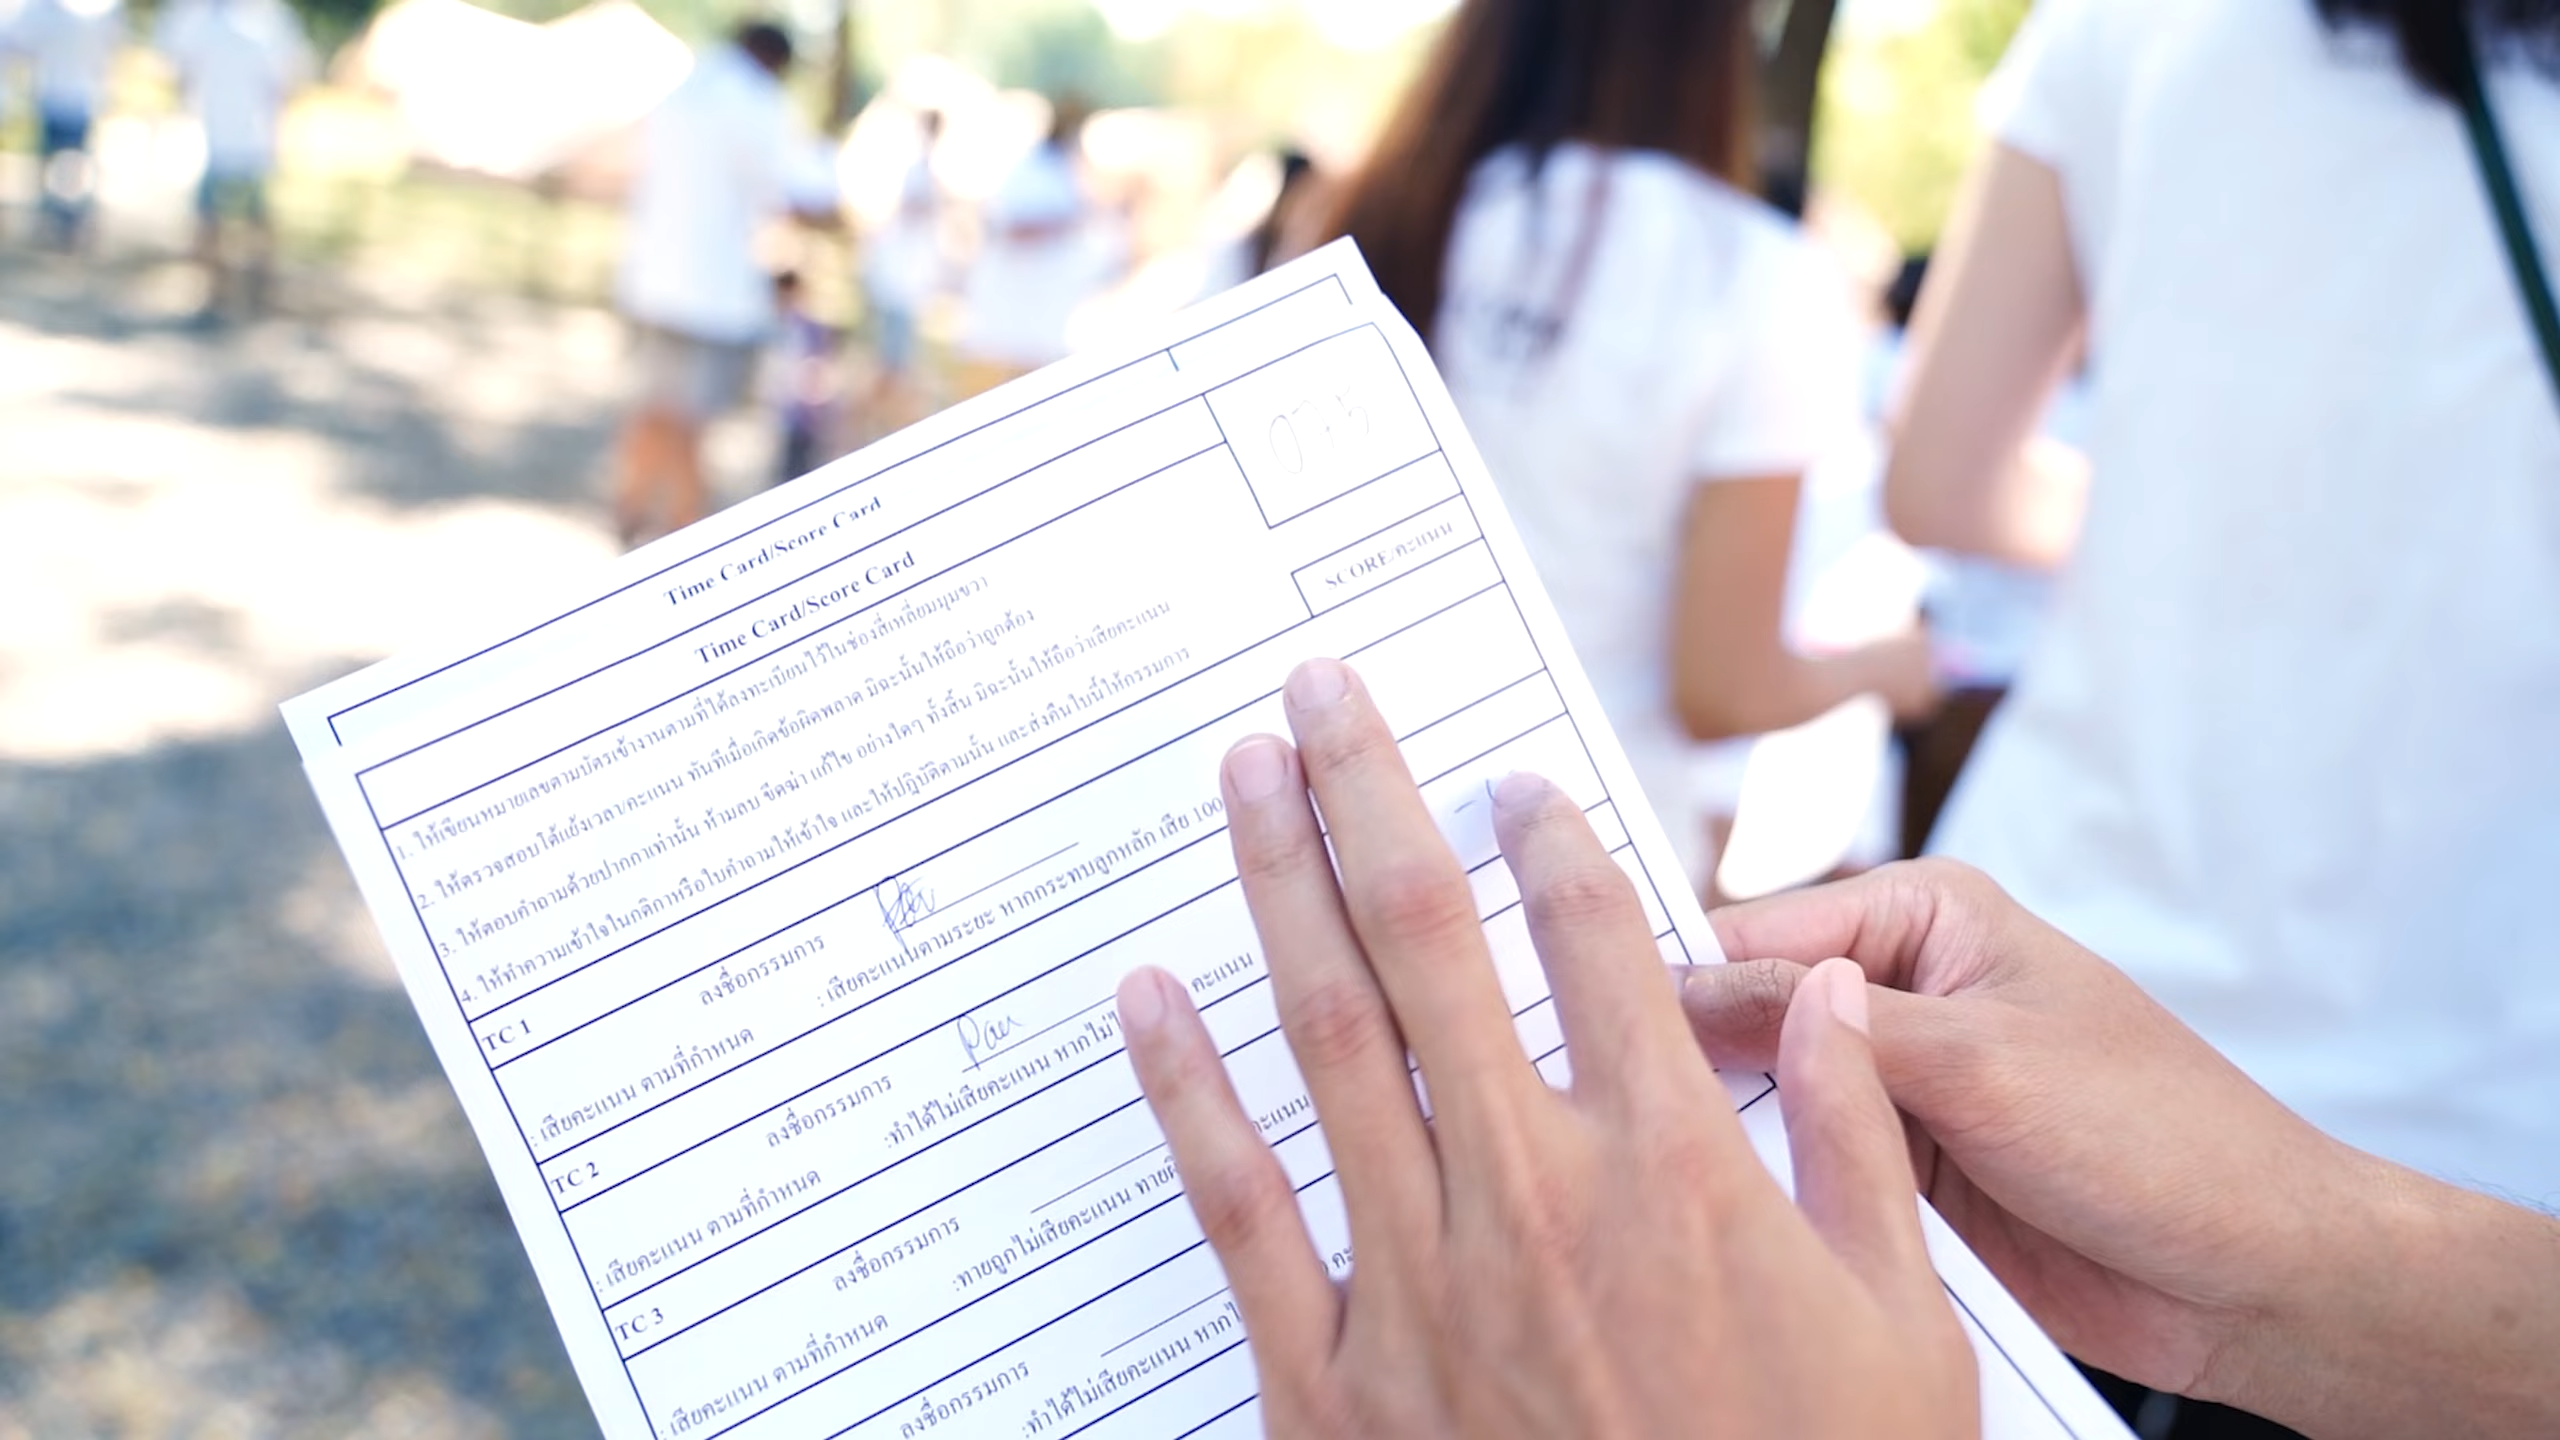 Time Card/Score Card
Time Card/Score Card
1. ให้เขียนหมายเลขตามบัตรเข้างานตามที่ได้ลงทะเบียนไว้ในช่องสี่เหลี่ยมมุมขวา
2. ให้ตรวจสอบโต้แย้งเวลา/คะแนน ทันทีเมื่อเกิดข้อผิดพลาด มิฉะนั้นให้ถือว่าถูกต้อง
3. ให้ตอบคำถามด้วยปากกาเท่านั้น ห้ามลบ ขีดฆ่า แก้ไข อย่างใดๆ ทั้งสิ้น มิฉะนั้นให้ถือว่าเสียคะแนน
4. ให้ทำความเข้าใจในกติกาหรือใบคำถามให้เข้าใจ และให้ปฏิบัติตามนั้น และส่งคืนใบนี้ให้กรรมการ
SCORE/คะแนน
TC 1 ลงชื่อกรรมการ
: เสียคะแนน ตามที่กำหนด : เสียคะแนนตามระยะ หากกระทบลูกหลัก เสีย 100 คะแนน
TC 2 ลงชื่อกรรมการ
: เสียคะแนน ตามที่กำหนด :ทำได้ไม่เสียคะแนน หากไม่ คะแนน
TC 3 ลงชื่อกรรมการ
: เสียคะแนน ตามที่กำหนด :ทายถูกไม่เสียคะแนน
ลงชื่อกรรมการ
:ทำได้ไม่เสียคะแนน